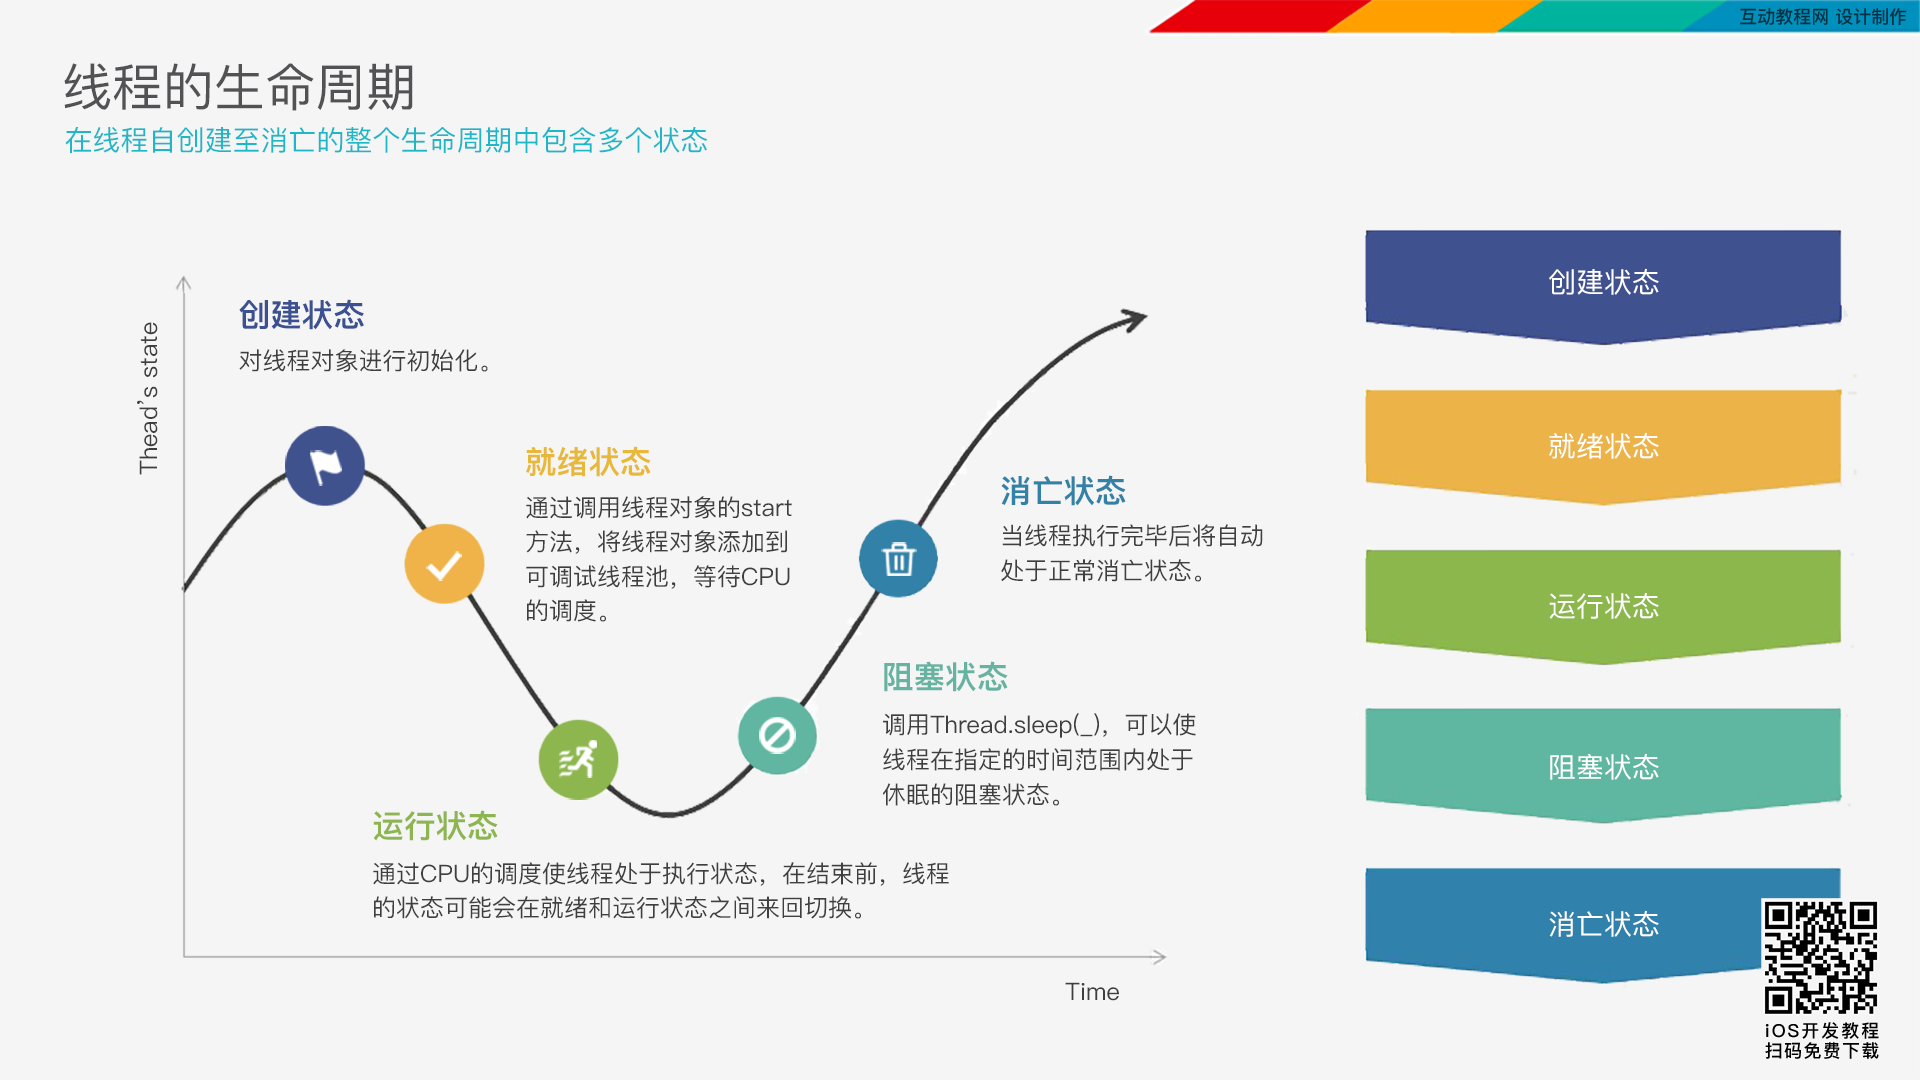 互动教程网 设计制作
线程的生命周期
在线程自创建至消亡的整个生命周期中包含多个状态
Thead's state
创建状态
对线程对象进行初始化。
就绪状态
通过调用线程对象的start
方法，将线程对象添加到
可调试线程池，等待CPU
的调度。
运行状态
通过CPU的调度使线程处于执行状态，在结束前，线程
的状态可能会在就绪和运行状态之间来回切换。
阻塞状态
调用Thread.sleep(_)，可以使
线程在指定的时间范围内处于
休眠的阻塞状态。
消亡状态
当线程执行完毕后将自动
处于正常消亡状态。
Time
创建状态
就绪状态
运行状态
阻塞状态
消亡状态
iOS开发教程
扫码免费下载